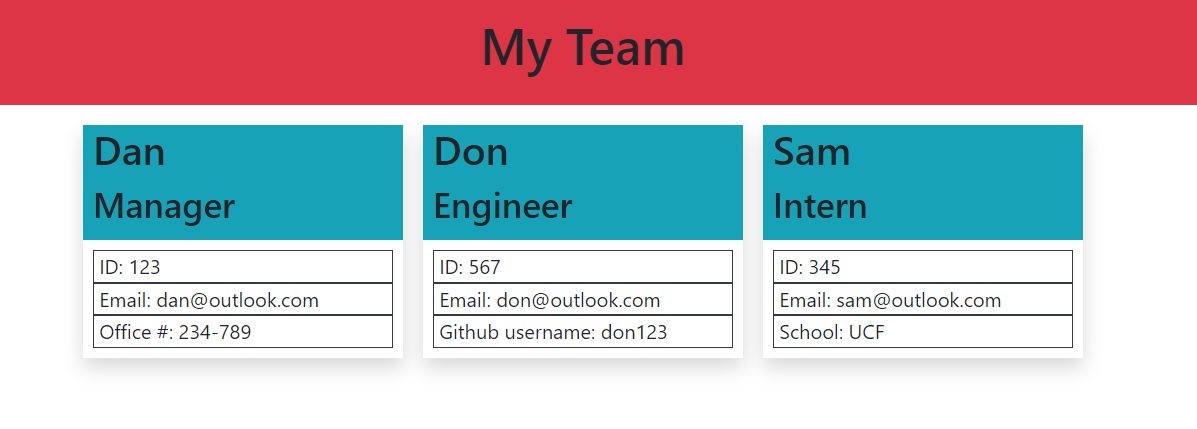 My Team
Dan
Manager
ID: 123
Email: dan@outlook.com
Office #: 234-789
Don
Engineer
ID: 567
Email: don@outlook.com
Github username: don123
Sam
Intern
ID: 345
Email: sam@outlook.com
School: UCF